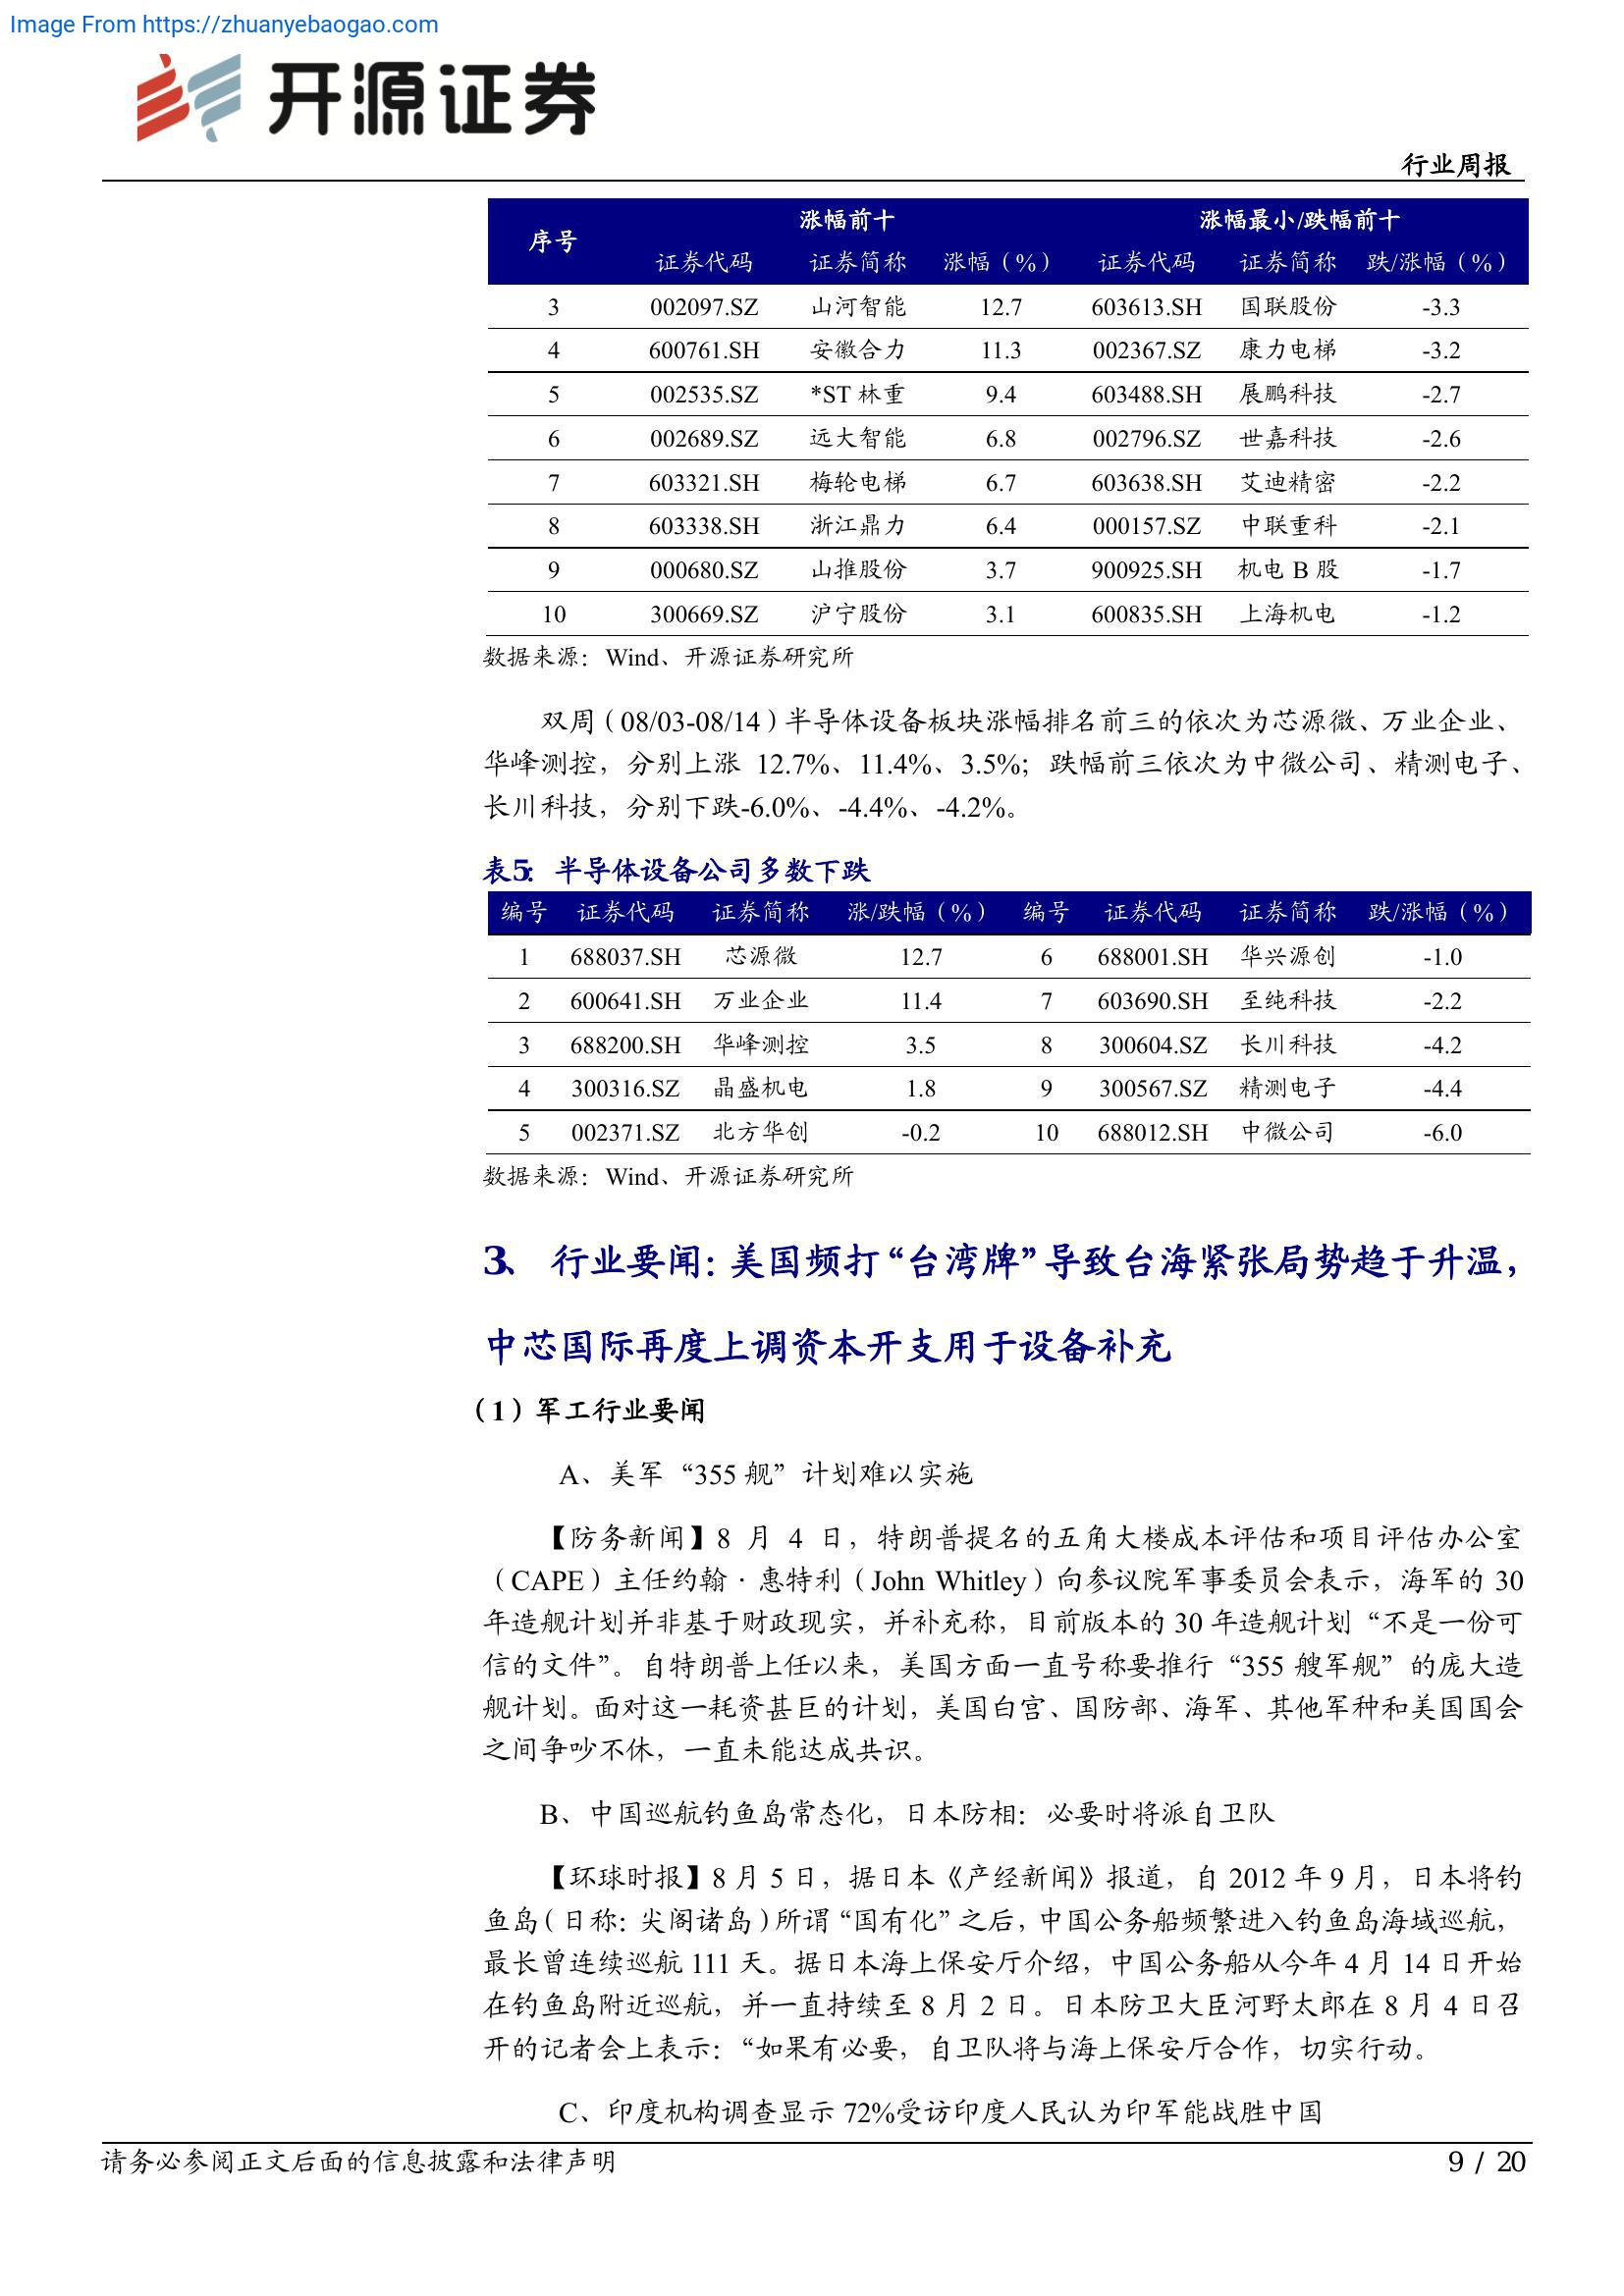 Image From https://zhuanyebaogao.com
开源证券
行业周报
序号 涨幅前十 涨幅最小/跌幅前十
证券代码 证券简称 涨幅（%） 证券代码 证券简称 跌/涨幅（%）
3 002097.SZ 山河智能 12.7 603613.SH 国联股份 -3.3
4 600761.SH 安徽合力 11.3 002367.SZ 康力电梯 -3.2
5 002535.SZ *ST 林重 9.4 603488.SH 展鹏科技 -2.7
6 002689.SZ 远大智能 6.8 002796.SZ 世嘉科技 -2.6
7 603321.SH 梅轮电梯 6.7 603638.SH 艾迪精密 -2.2
8 603338.SH 浙江鼎力 6.4 000157.SZ 中联重科 -2.1
9 000680.SZ 山推股份 3.7 900925.SH 机电 B 股 -1.7
10 300669.SZ 沪宁股份 3.1 600835.SH 上海机电 -1.2
数据来源：Wind、开源证券研究所
双周（08/03-08/14）半导体设备板块涨幅排名前三的依次为芯源微、万业企业、
华峰测控，分别上涨 12.7%、11.4%、3.5%；跌幅前三依次为中微公司、精测电子、
长川科技，分别下跌-6.0%、-4.4%、-4.2%。
表5：半导体设备公司多数下跌
编号 证券代码 证券简称 涨/跌幅（%） 编号 证券代码 证券简称 跌/涨幅（%）
1 688037.SH 芯源微 12.7 6 688001.SH 华兴源创 -1.0
2 600641.SH 万业企业 11.4 7 603690.SH 至纯科技 -2.2
3 688200.SH 华峰测控 3.5 8 300604.SZ 长川科技 -4.2
4 300316.SZ 晶盛机电 1.8 9 300567.SZ 精测电子 -4.4
5 002371.SZ 北方华创 -0.2 10 688012.SH 中微公司 -6.0
数据来源：Wind、开源证券研究所
3、 行业要闻：美国频打“台湾牌”导致台海紧张局势趋于升温，
中芯国际再度上调资本开支用于设备补充
（1）军工行业要闻
A、美军“355 舰”计划难以实施
【防务新闻】8 月 4 日，特朗普提名的五角大楼成本评估和项目评估办公室
（CAPE）主任约翰·惠特利（John Whitley）向参议院军事委员会表示，海军的 30
年造舰计划并非基于财政现实，并补充称，目前版本的 30 年造舰计划“不是一份可
信的文件”。自特朗普上任以来，美国方面一直号称要推行“355 艘军舰”的庞大造
舰计划。面对这一耗资甚巨的计划，美国白宫、国防部、海军、其他军种和美国国会
之间争吵不休，一直未能达成共识。
B、中国巡航钓鱼岛常态化，日本防相：必要时将派自卫队
【环球时报】8 月 5 日，据日本《产经新闻》报道，自 2012 年 9 月，日本将钓
鱼岛（日称：尖阁诸岛）所谓“国有化”之后，中国公务船频繁进入钓鱼岛海域巡航，
最长曾连续巡航 111 天。据日本海上保安厅介绍，中国公务船从今年 4 月 14 日开始
在钓鱼岛附近巡航，并一直持续至 8 月 2 日。日本防卫大臣河野太郎在 8 月 4 日召
开的记者会上表示：“如果有必要，自卫队将与海上保安厅合作，切实行动。
C、印度机构调查显示 72%受访印度人民认为印军能战胜中国
请务必参阅正文后面的信息披露和法律声明 9 / 20